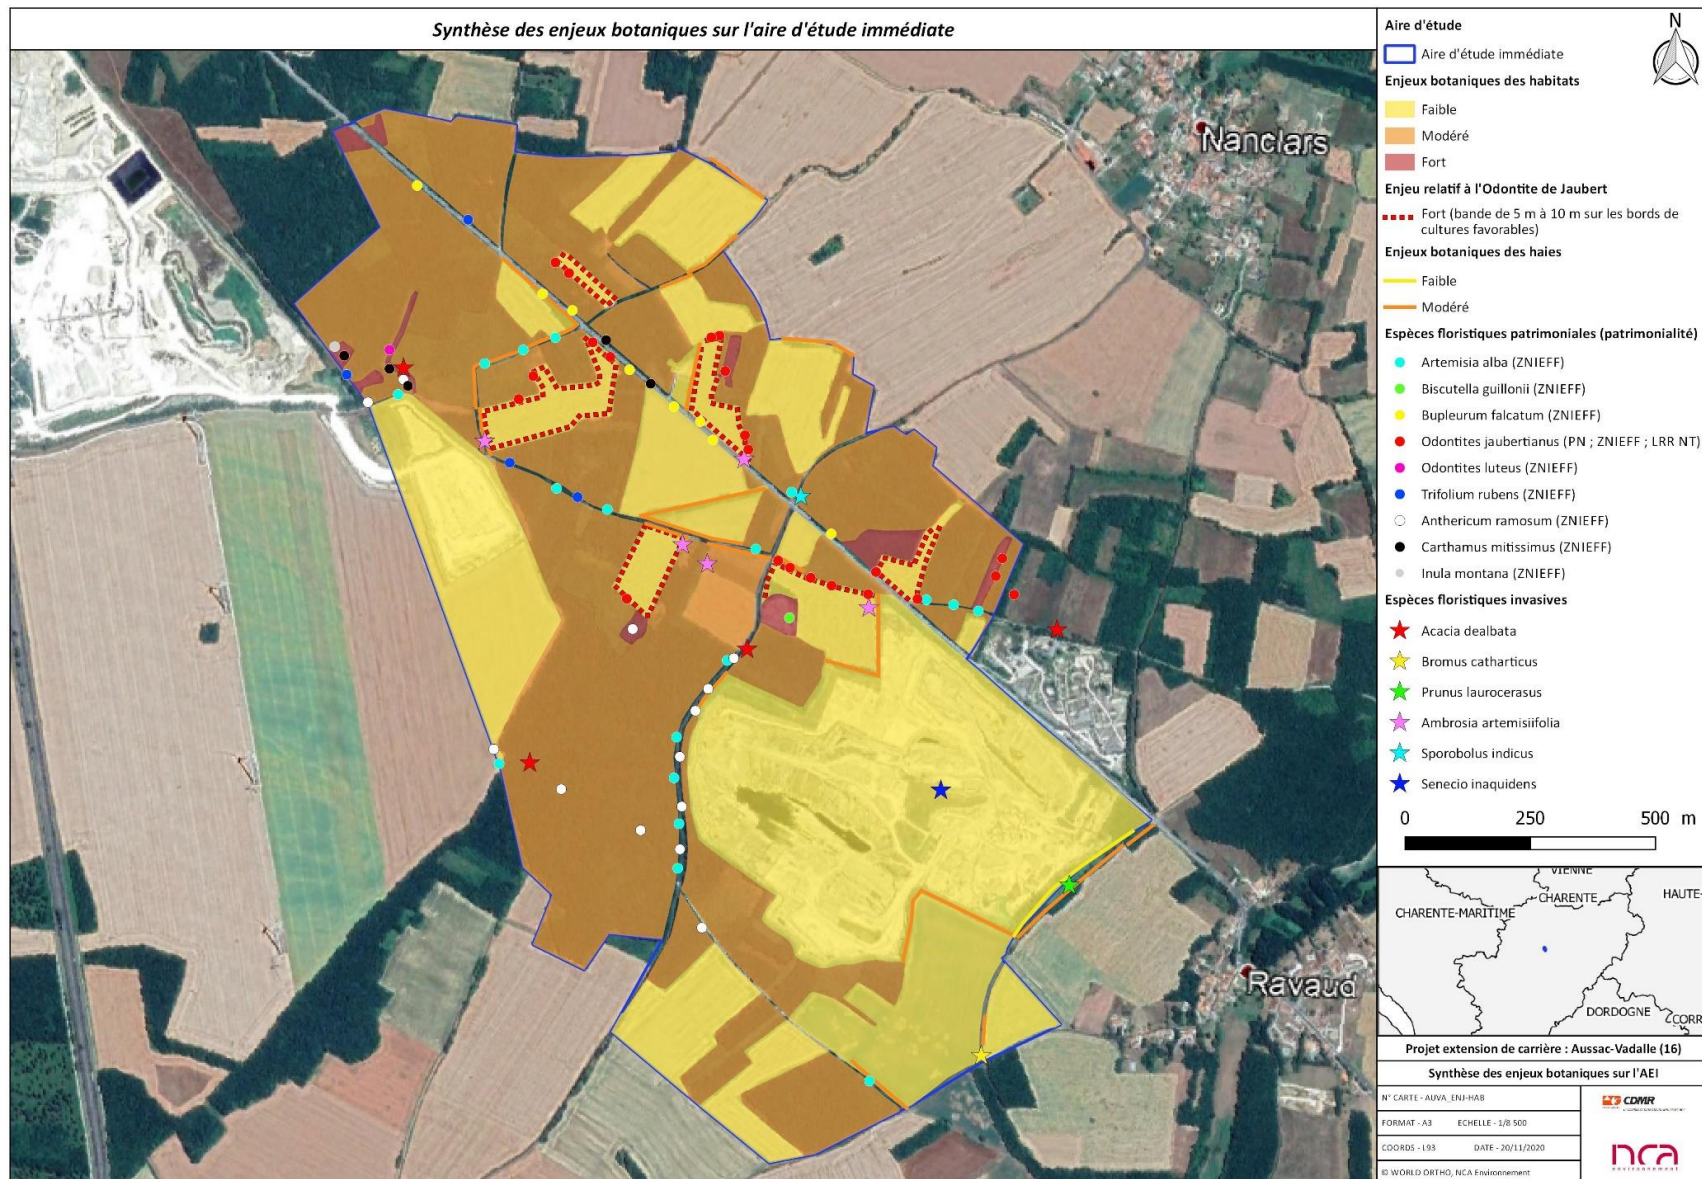 Synthèse des enjeux botaniques sur l'aire d'étude immédiate
Nanclars
Ravaud
Aire d'étude
N
Aire d'étude immédiate
Enjeux botaniques des habitats
Faible
Modéré
Fort
Enjeu relatif à l'Odontite de Jaubert
Fort (bande de 5 m à 10 m sur les bords de
cultures favorables)
Enjeux botaniques des haies
Faible
Modéré
Espèces floristiques patrimoniales (patrimonialité)
Artemisia alba (ZNIEFF)
Biscutella guillonii (ZNIEFF)
Bupleurum falcatum (ZNIEFF)
Odontites jaubertianus (PN ; ZNIEFF ; LRR NT)
Odontites luteus (ZNIEFF)
Trifolium rubens (ZNIEFF)
Anthericum ramosum (ZNIEFF)
Carthamus mitissimus (ZNIEFF)
Inula montana (ZNIEFF)
Espèces floristiques invasives
Acacia dealbata
Bromus catharticus
Prunus laurocerasus
Ambrosia artemisiifolia
Sporobolus indicus
Senecio inaquidens
0 250 500 m
VIENNE
CHARENTE
HAUTE-
CHARENTE-MARITIME
DORDOGNE
CORR
Projet extension de carrière : Aussac-Vadalle (16)
Synthèse des enjeux botaniques sur l'AEI
N° CARTE - AUVA_ENJ-HAB
CDMR
FORMAT - A3 ECHELLE - 1/8 500
COORDS - L93 DATE - 20/11/2020
nca
environnement
© WORLD ORTHO, NCA Environnement